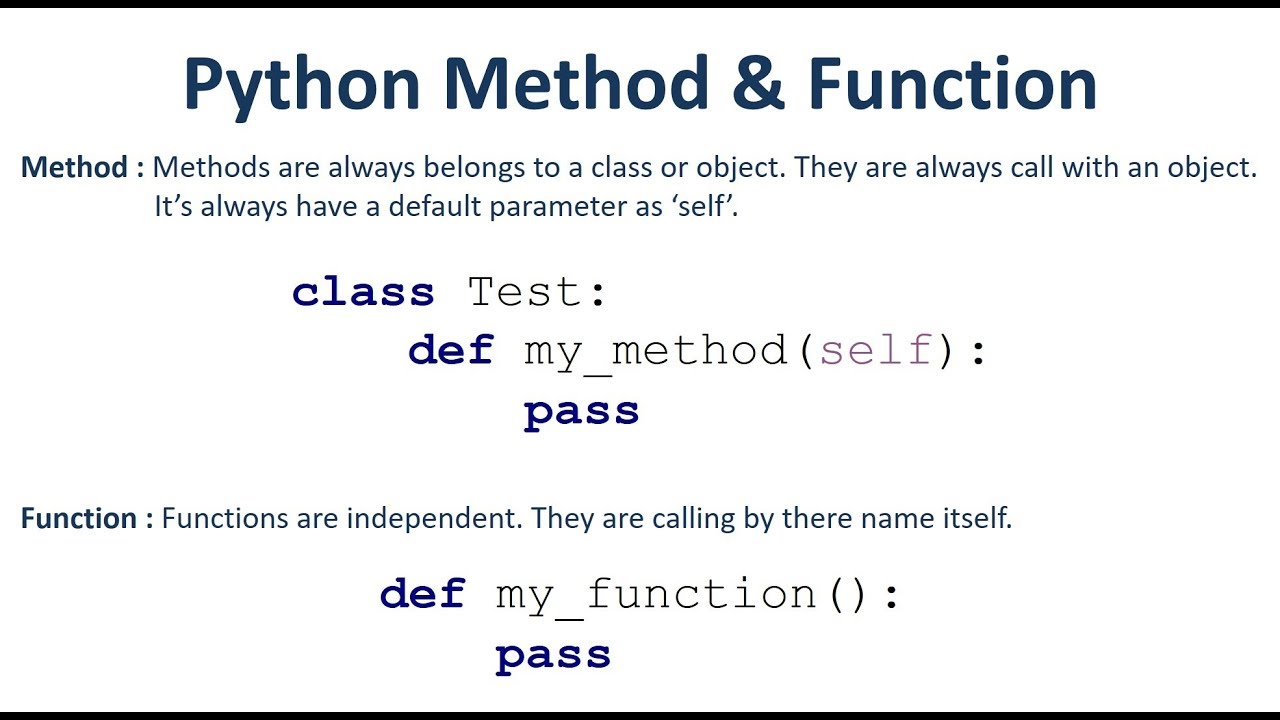 Python Method & Function
Method : Methods are always belongs to a class or object. They are always call with an object.
It’s always have a default parameter as ‘self’.
class Test:
def my_method(self):
pass
Function : Functions are independent. They are calling by there name itself.
def my_function():
pass